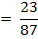 = 23/87